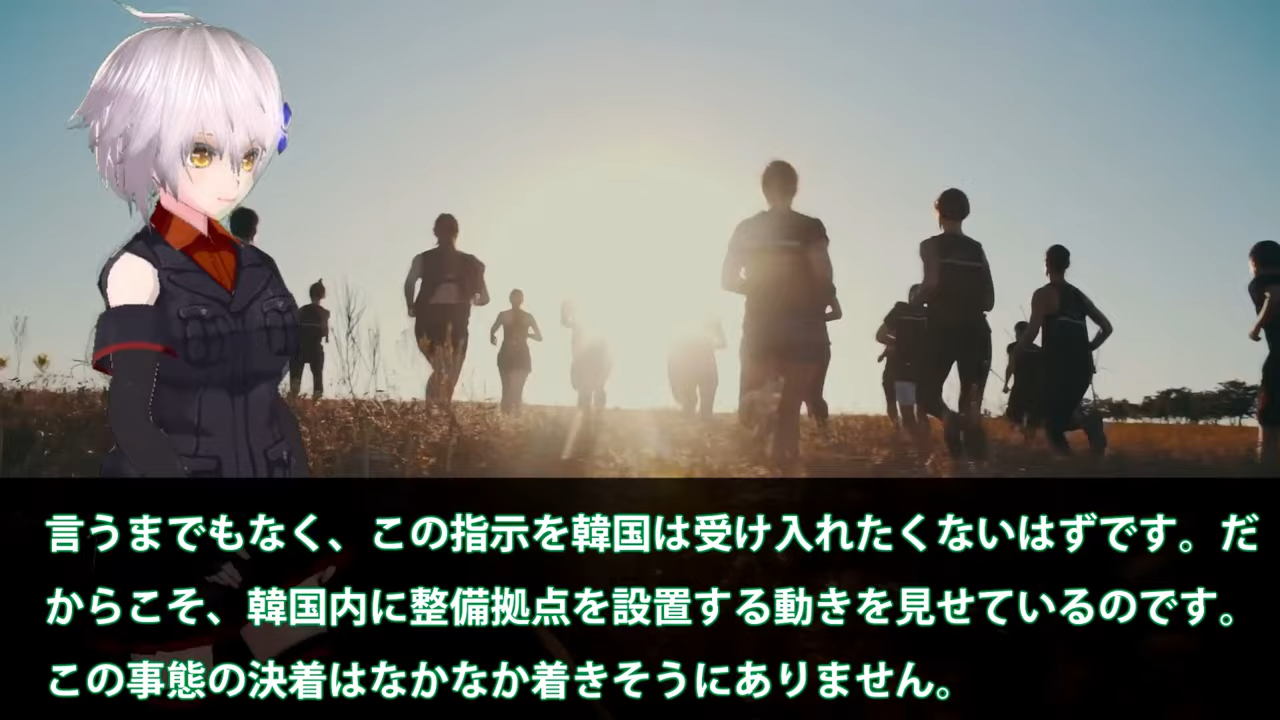 言うまでもなく、この指示を韓国は受け入れたくないはずです。だ
からこそ、韓国内に整備拠点を設置する動きを見せているのです。
この事態の決着はなかなか着きそうにありません。